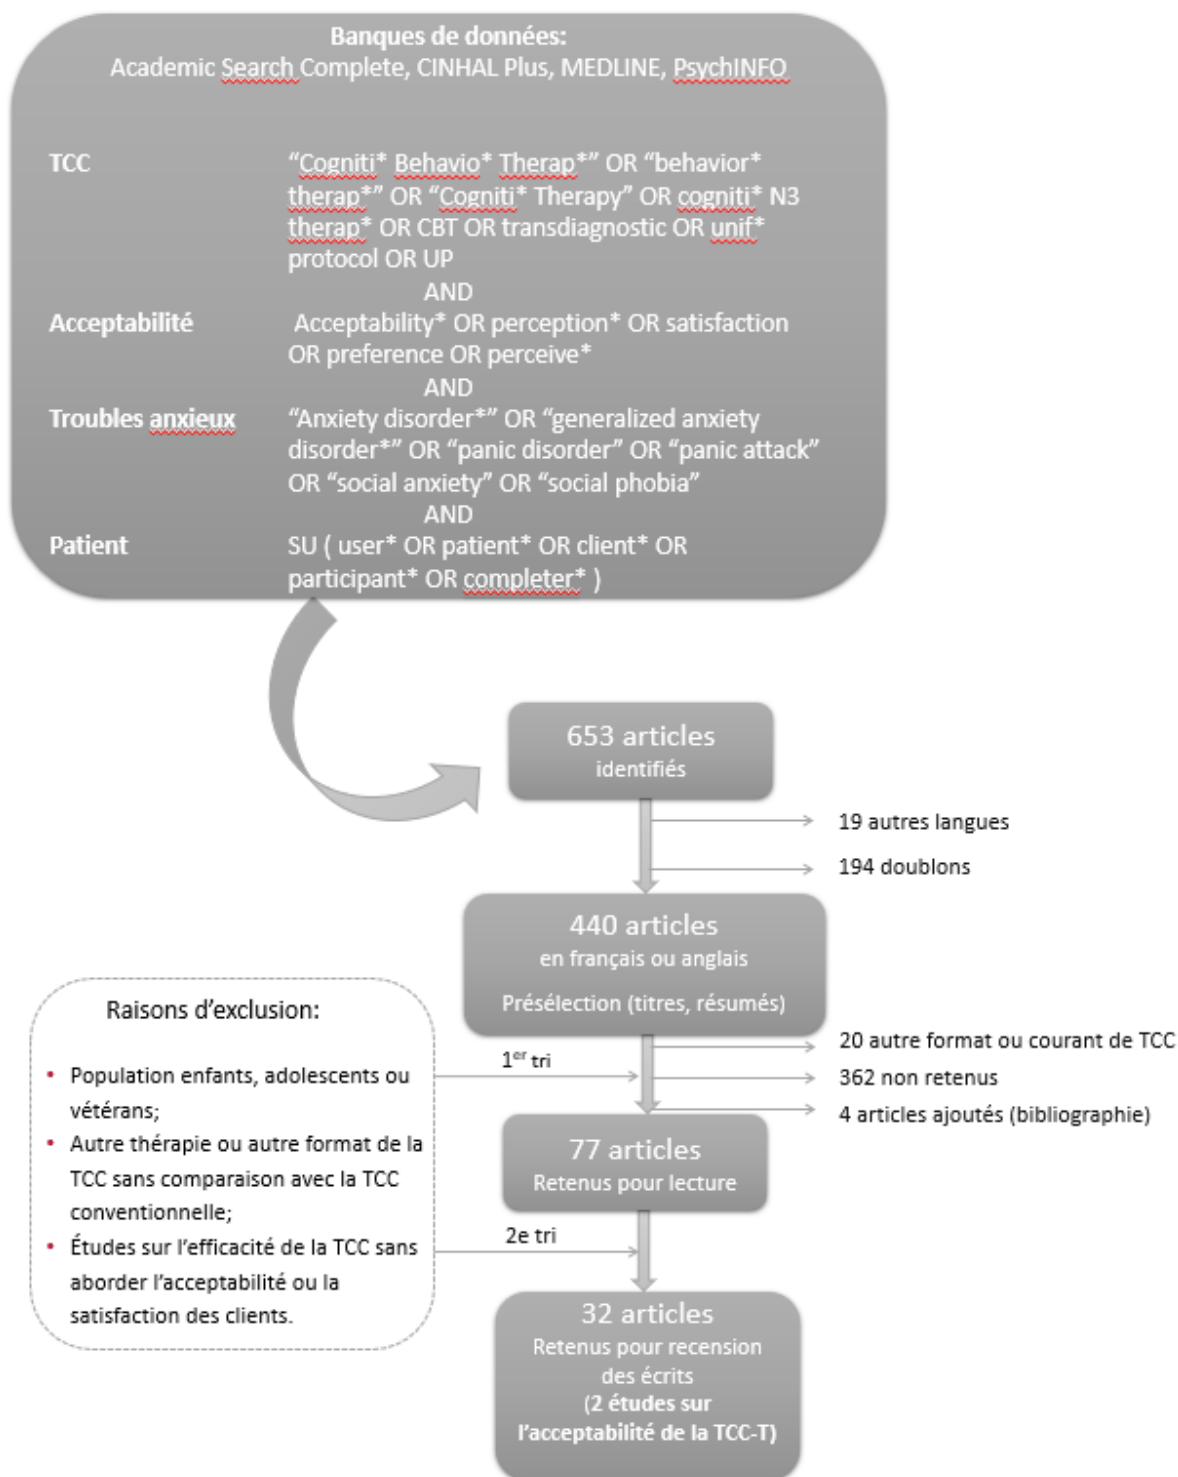 Banques de données:
Academic Search Complete, CINHAL Plus, MEDLINE, PsychINFO
TCC
“Cogniti* Behavio* Therap*” OR “behavior*
therap*” OR “Cogniti* Therapy” OR cogniti* N3
therap* OR CBT OR transdiagnostic OR unif*
protocol OR UP
AND
Acceptabilité
Acceptability* OR perception* OR satisfaction
OR preference OR perceive*
AND
Troubles anxieux
“Anxiety disorder*” OR “generalized anxiety
disorder*” OR “panic disorder” OR “panic attack”
OR “social anxiety” OR “social phobia”
AND
Patient
SU ( user* OR patient* OR client* OR
participant* OR completer* )
653 articles
identifiés
19 autres langues
194 doublons
440 articles
en français ou anglais
Présélection (titres, résumés)
20 autre format ou courant de TCC
362 non retenus
4 articles ajoutés (bibliographie)
Raisons d’exclusion:
• Population enfants, adolescents ou
vétérans;
• Autre thérapie ou autre format de la
TCC sans comparaison avec la TCC
conventionnelle;
• Études sur l’efficacité de la TCC sans
aborder l’acceptabilité ou la
satisfaction des clients.
1er tri
77 articles
Retenus pour lecture
2e tri
32 articles
Retenus pour recension
des écrits
(2 études sur
l’acceptabilité de la TCC-T)